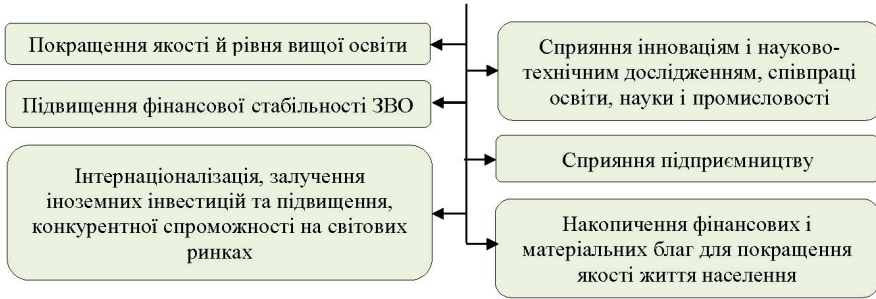 Покращення якості й рівня вищої освіти
Підвищення фінансової стабільності ЗВО
Інтернаціоналізація, залучення
іноземних інвестицій та підвищення,
конкурентної спроможності на світових
ринках
Сприяння інноваціям і науково-
технічним дослідженням, співпраці
освіти, науки і промисловості
Сприяння підприємництву
Накопичення фінансових і
матеріальних благ для покращення
якості життя населення